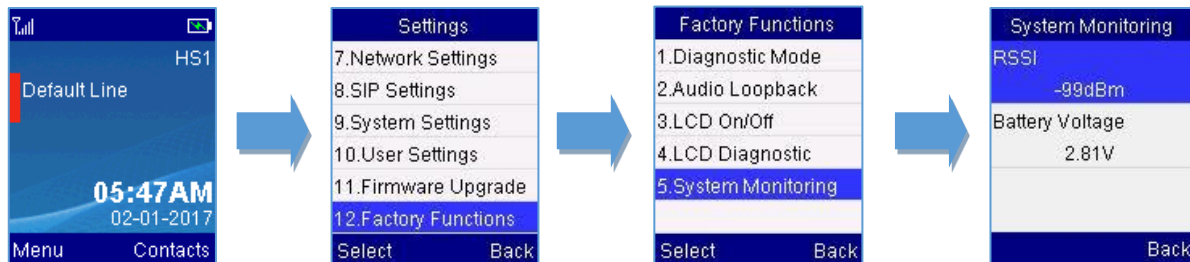 HS1
Default Line
05:47AM
02-01-2017
Menu Contacts
Settings
7.Network Settings
8.SIP Settings
9.System Settings
10.User Settings
11.Firmware Upgrade
12.Factory Functions
Select Back
Factory Functions
1.Diagnostic Mode
2.Audio Loopback
3.LCD On/Off
4.LCD Diagnostic
5.System Monitoring
Select Back
System Monitoring
RSSI
-99dBm
Battery Voltage
2.81V
Back